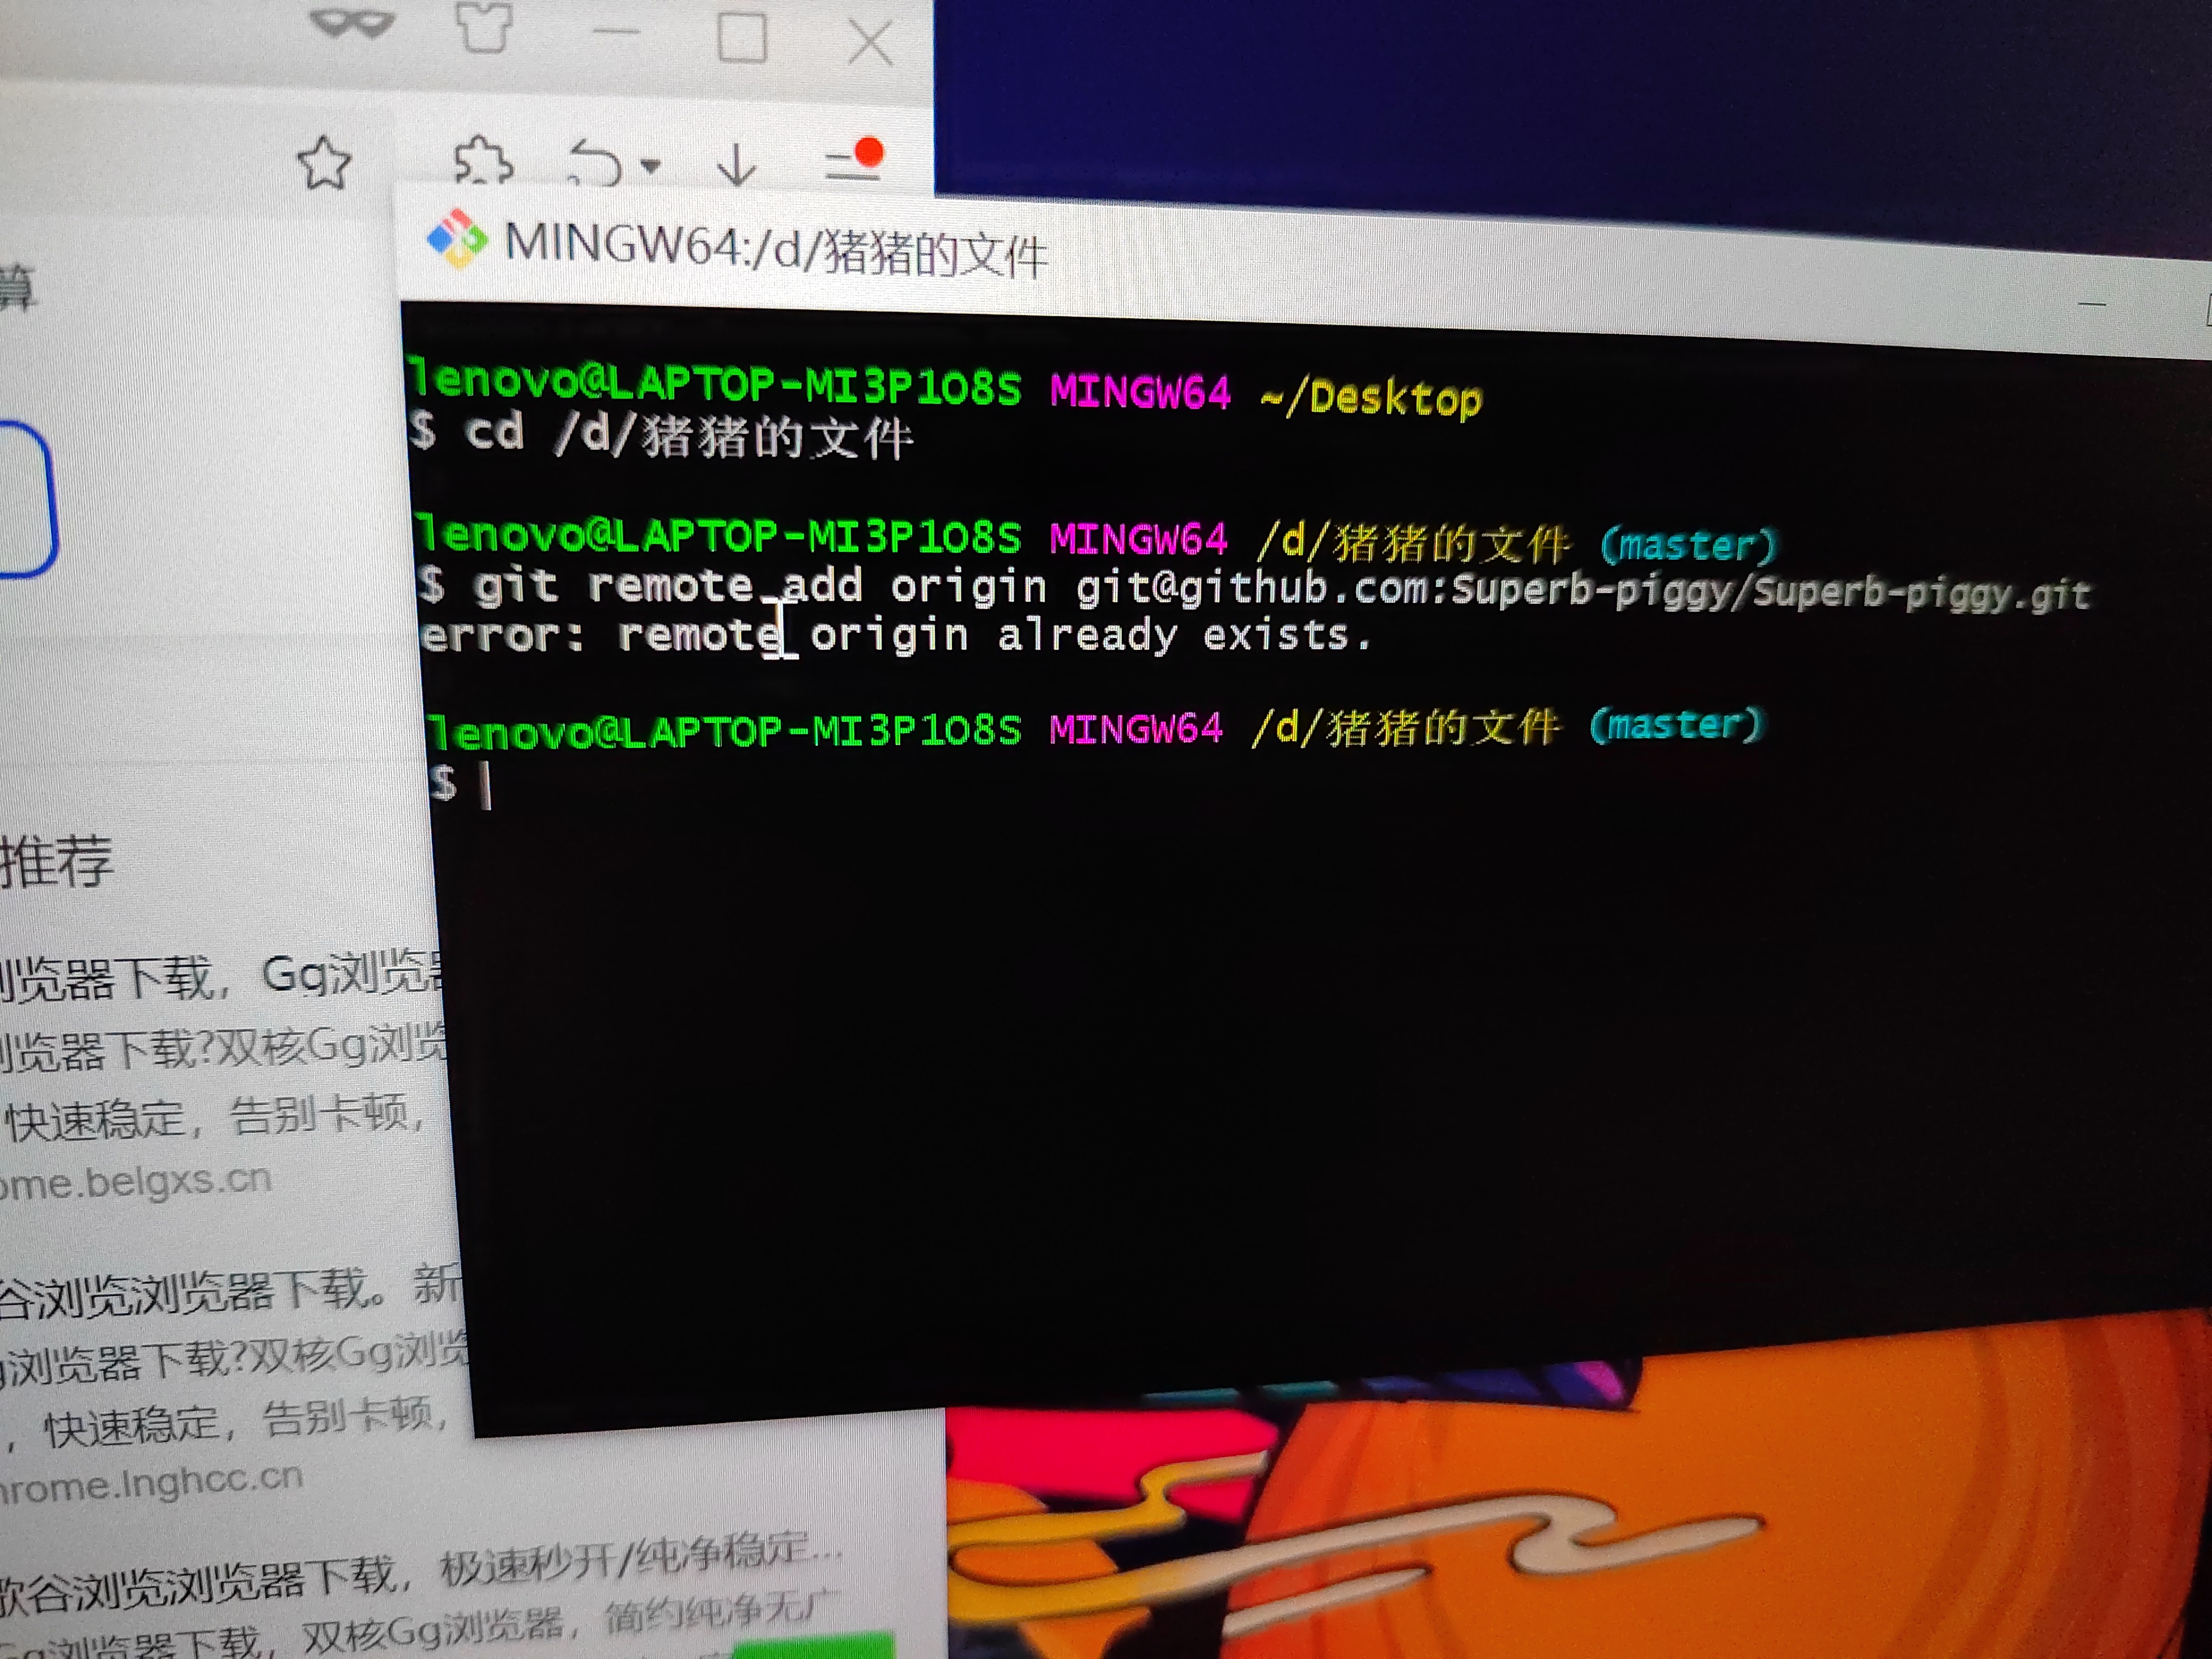 算
MINGW64:/d/猪猪的文件
lenovo@LAPTOP-MI3P108S MINGW64 ~/Desktop
$ cd /d/猪猪的文件
lenovo@LAPTOP-MI3P108S MINGW64 /d/猪猪的文件 (master)
$ git remote add origin git@github.com:Superb-piggy/Superb-piggy.git
error: remote origin already exists.
lenovo@LAPTOP-MI3P108S MINGW64 /d/猪猪的文件 (master)
$
推荐
浏览器下载，Gg浏览器
浏览器下载?双核Gg浏览
快速稳定，告别卡顿，
ome.belgxs.cn
谷浏览浏览器下载。新
浏览器下载?双核Gg浏览
，快速稳定，告别卡顿，
hrome.lnghcc.cn
歌谷浏览浏览器下载，极速秒开/纯净稳定...
Gg浏览器下载，双核Gg浏览器，简约纯净无广